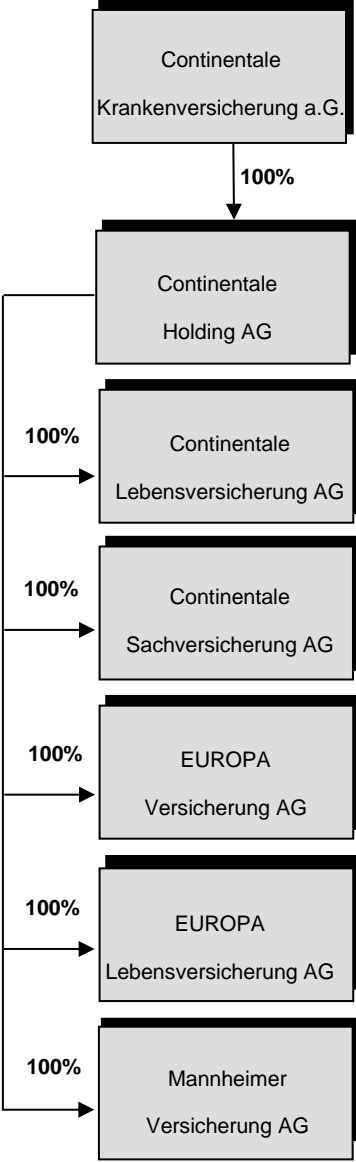 Continentale
Krankenversicherung a.G.
100%
Continentale
Holding AG
100%
Continentale
Lebensversicherung AG
100%
Continentale
Sachversicherung AG
100%
EUROPA
Versicherung AG
100%
EUROPA
Lebensversicherung AG
100%
Mannheimer
Versicherung AG